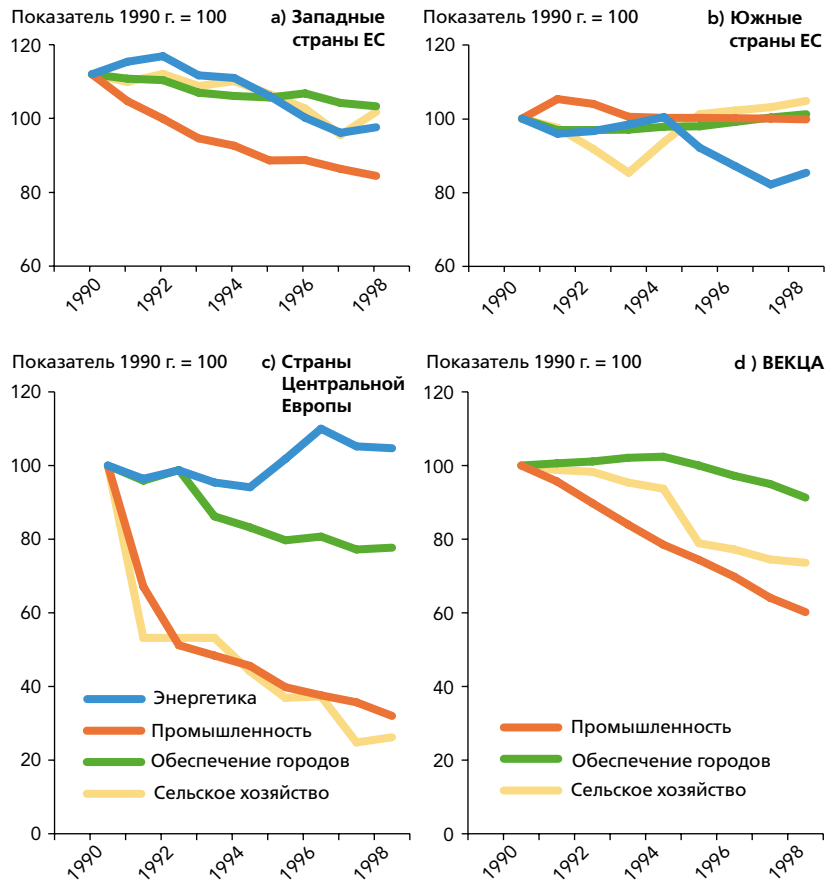 Показатель 1990 г. = 100
a) Западные
страны ЕС
120
100
80
60
1990
1992
1994
1996
1998
Показатель 1990 г. = 100
b) Южные
страны ЕС
120
100
80
60
1990
1992
1994
1996
1998
Показатель 1990 г. = 100
c) Страны
Центральной
Европы
120
100
80
60
40
20
0
Энергетика
Промышленность
Обеспечение городов
Сельское хозяйство
1990
1992
1994
1996
1998
Показатель 1990 г. = 100
d ) ВЕКЦА
120
100
80
60
40
20
0
Промышленность
Обеспечение городов
Сельское хозяйство
1990
1992
1994
1996
1998